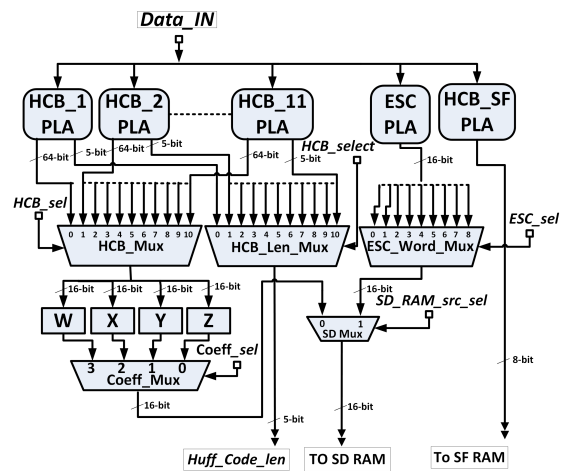 Data_IN
HCB_1 PLA
HCB_2 PLA
HCB_11 PLA
ESC PLA
HCB_SF PLA
64-bit
5-bit
64-bit
5-bit
64-bit
5-bit
HCB_select
16-bit
HCB_sel
ESC_sel
0 1 2 3 4 5 6 7 8 9 10
HCB_Mux
0 1 2 3 4 5 6 7 8 9 10
HCB_Len_Mux
0 1 2 3 4 5 6 7 8
ESC_Word_Mux
16-bit
16-bit
16-bit
16-bit
16-bit
SD_RAM_src_sel
W
X
Y
Z
0 1
SD Mux
Coeff_sel
3 2 1 0
Coeff_Mux
8-bit
16-bit
5-bit
16-bit
Huff_Code_len
TO SD RAM
To SF RAM